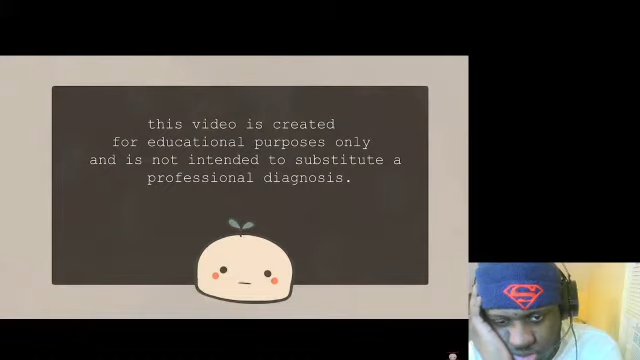 this video is created
for educational purposes only
and is not intended to substitute a
professional diagnosis.